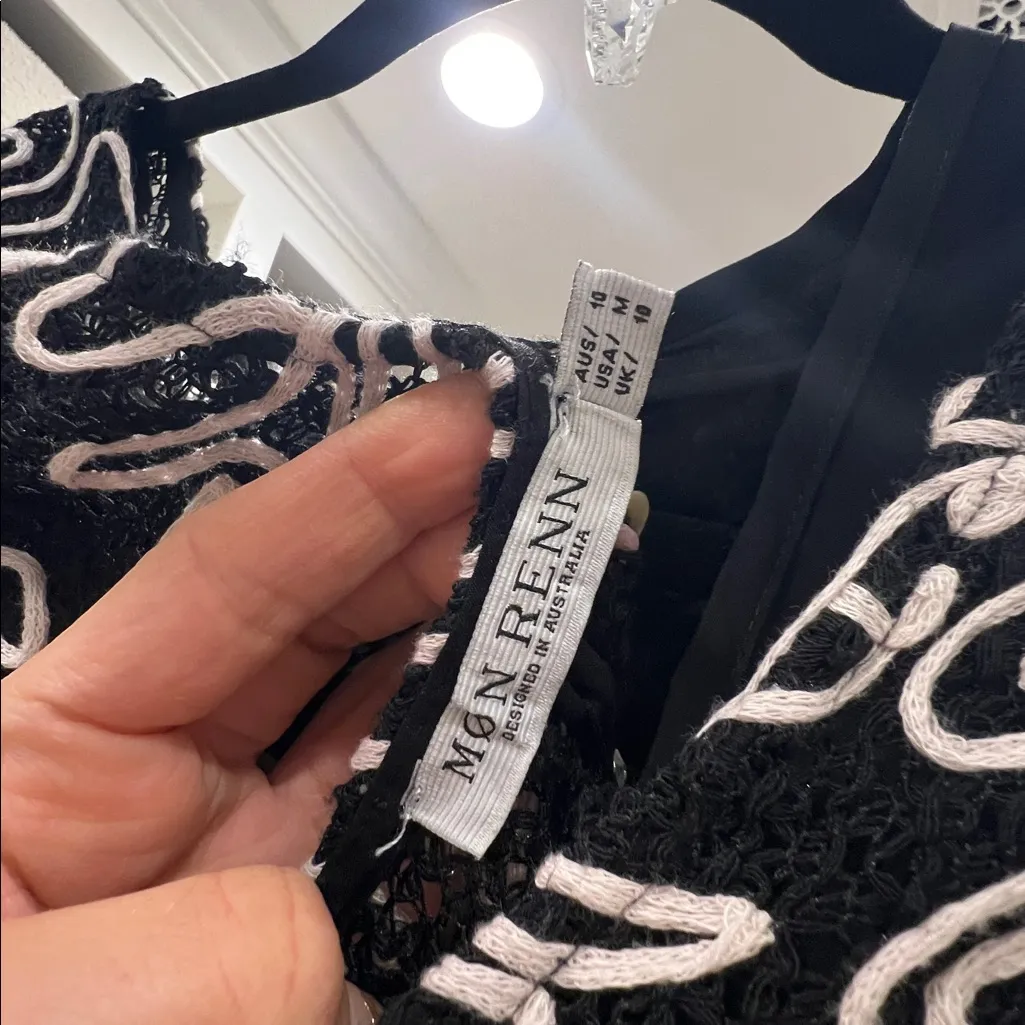 AUS/ 10
USA/ M
UK/ 10
MØN RENN
DESIGNED IN AUSTRALIA